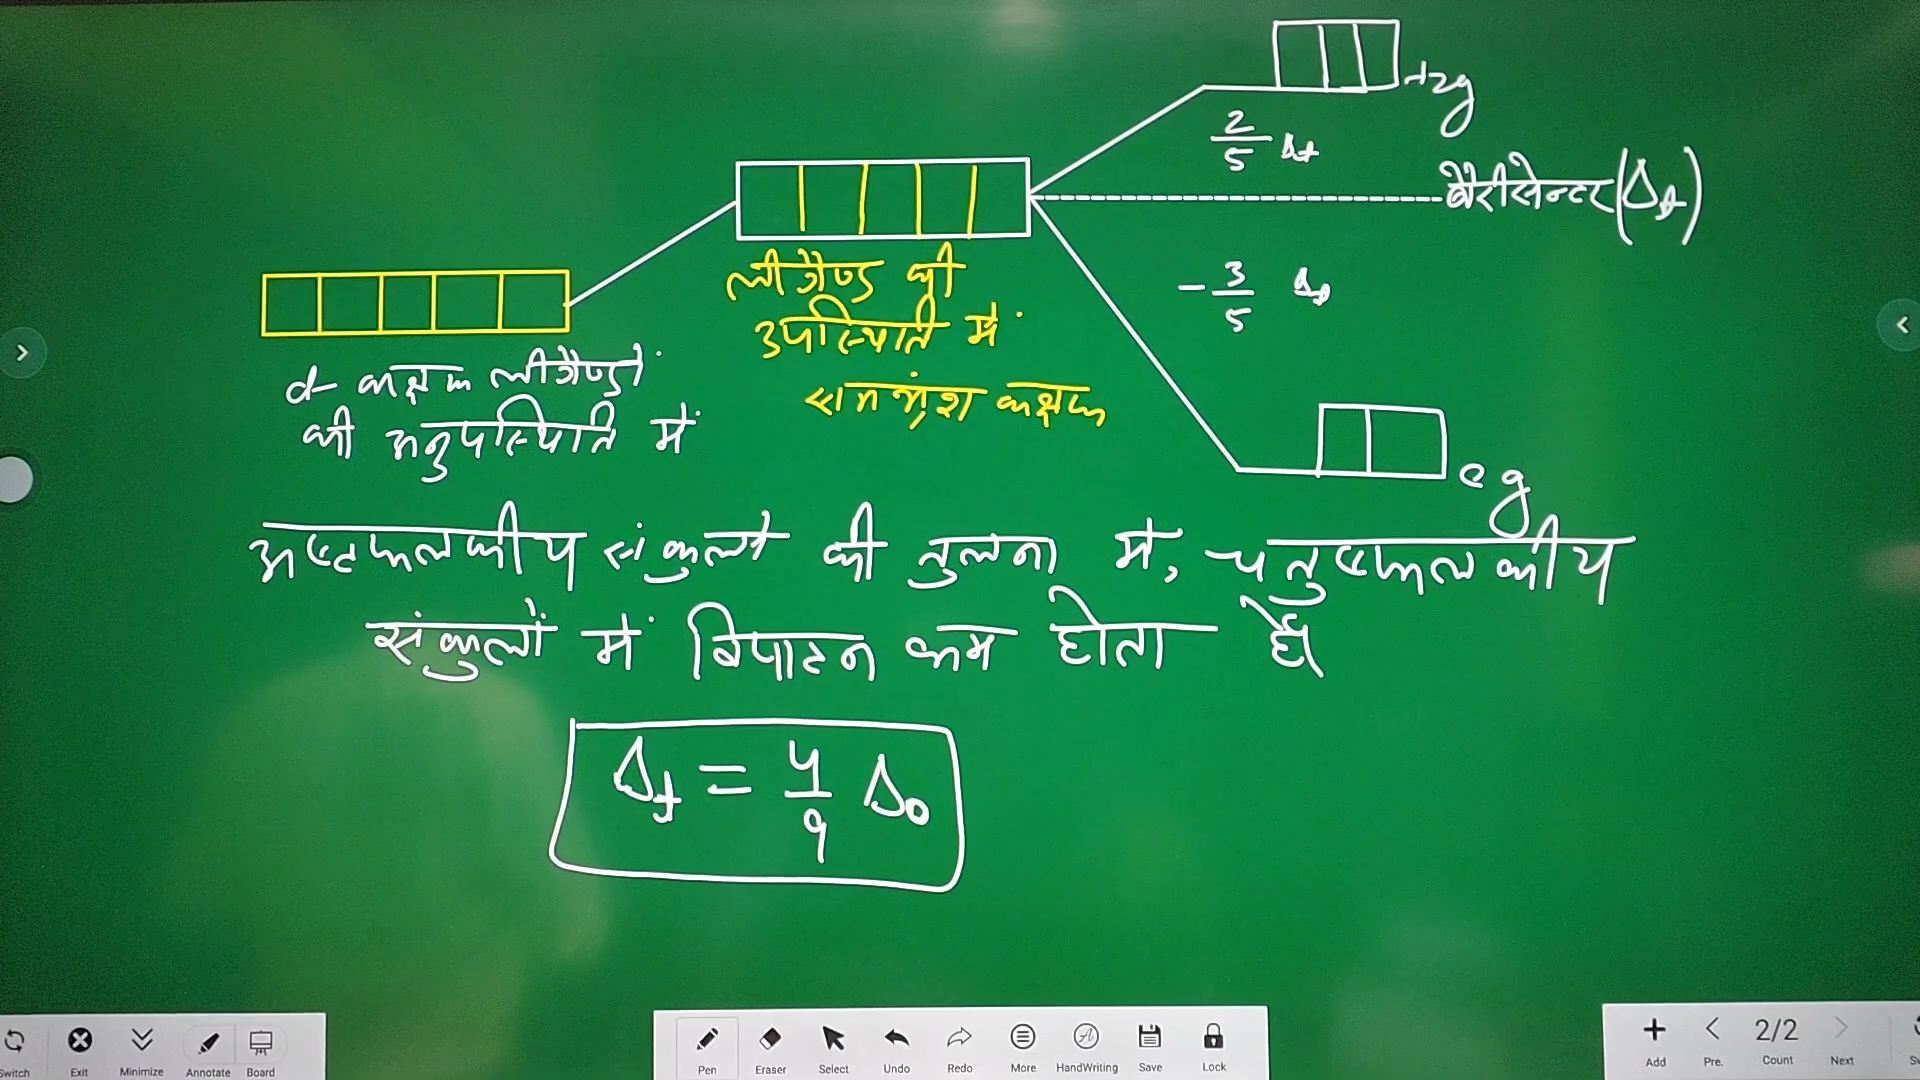 t2g
2/5 Δt
बैरीसेन्टर(Δt)
लीगैण्ड की
उपस्थिति में
समभ्रंश कक्षक
-3/5 Δt
d- कक्षक लीगैण्डों
की अनुपस्थिति में
eg
अष्टफलकीय संकुलों की तुलना में, चतुष्फलकीय
संकुलों में विपाटन कम होता है।
Δt = 4/9 Δo
Switch Exit Minimize Annotate Board
Pen Eraser Select Undo Redo More HandWriting Save Lock
2/2
Add Pre. Count Next